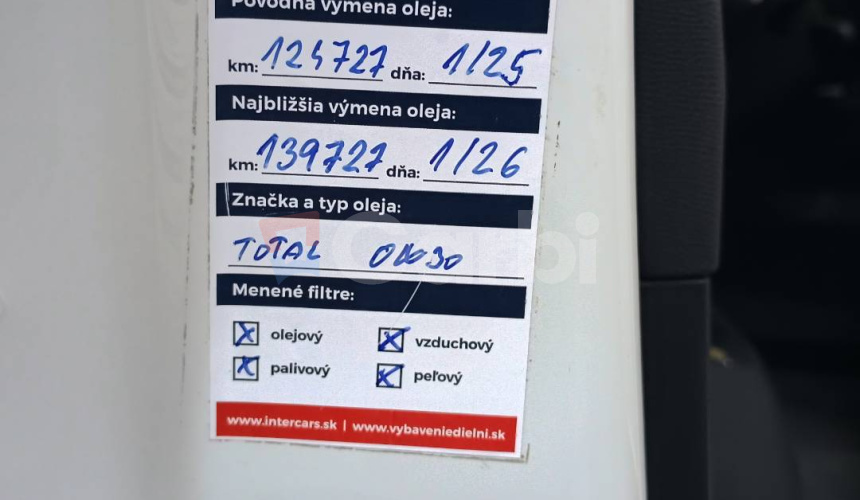 Pôvodná výmena oleja:
km: 124727 dňa: 1/25
Najbližšia výmena oleja:
km: 139727 dňa: 1/26
Značka a typ oleja:
TOTAL 0W30
Menené filtre:
X olejový X vzduchový
X palivový X peľový
www.intercars.sk | www.vybaveniedielni.sk